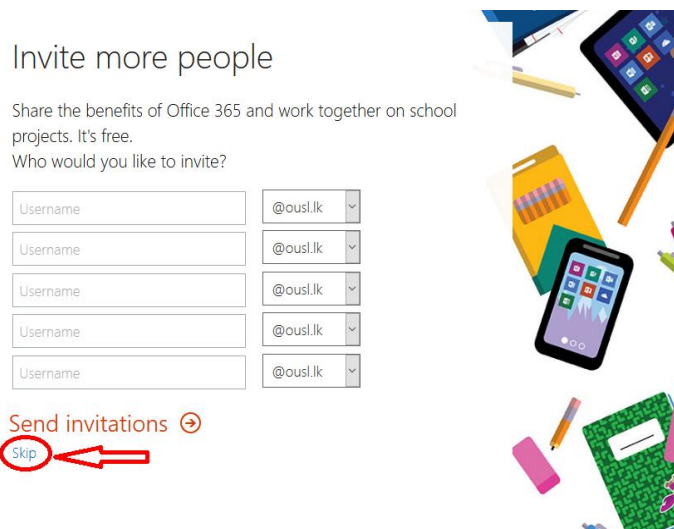 Invite more people
Share the benefits of Office 365 and work together on school
projects. It's free.
Who would you like to invite?
Username @ousl.lk
Username @ousl.lk
Username @ousl.lk
Username @ousl.lk
Username @ousl.lk
Send invitations
Skip